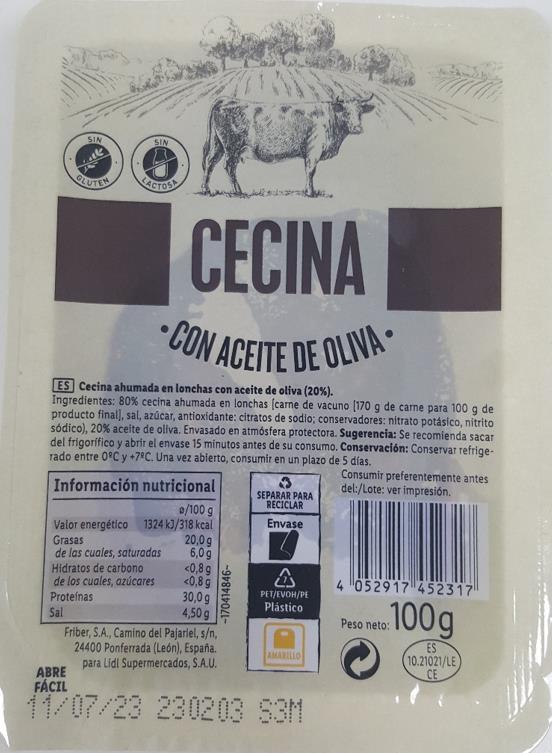 SIN
GLUTEN
SIN
LACTOSA
CECINA
• CON ACEITE DE OLIVA •
ES Cecina ahumada en lonchas con aceite de oliva (20%).
Ingredientes: 80% cecina ahumada en lonchas [carne de vacuno [170 g de carne para 100 g de
producto final], sal, azúcar, antioxidante: citratos de sodio; conservadores: nitrato potásico, nitrito
sódico), 20% aceite de oliva. Envasado en atmósfera protectora. Sugerencia: Se recomienda sacar
del frigorífico y abrir el envase 15 minutos antes de su consumo. Conservación: Conservar refrige-
rado entre 0ºC y +7ºC. Una vez abierto, consumir en un plazo de 5 días.
Consumir preferentemente antes
del:/Lote: ver impresión.
Información nutricional
ø/100 g
Valor energético 1324 kJ/318 kcal
Grasas 20,0 g
de las cuales, saturadas 6,0 g
Hidratos de carbono <0,8 g
de los cuales, azúcares <0,8 g
Proteínas 30,0 g
Sal 4,50 g
-170414846-
SEPARAR PARA
RECICLAR
Envase
7
PET/EVOH/PE
Plástico
AMARILLO
4 052917 452317
Peso neto: 100g
ES
10.21021/LE
CE
Friber, S.A., Camino del Pajariel, s/n,
24400 Ponferrada (León), España.
para Lidl Supermercados, S.A.U.
ABRE
FÁCIL
11/07/23 230203 S3M